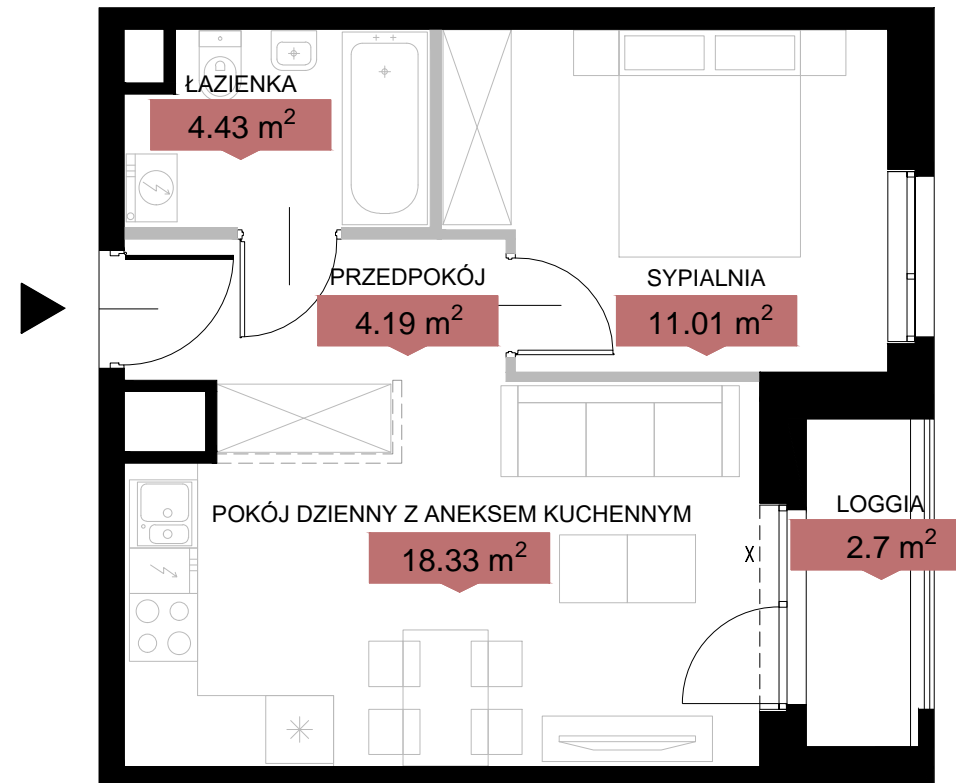 ŁAZIENKA
4.43 m²
PRZEDPOKÓJ
4.19 m²
SYPIALNIA
11.01 m²
POKÓJ DZIENNY Z ANEKSEM KUCHENNYM
18.33 m²
X
LOGGIA
2.7 m²